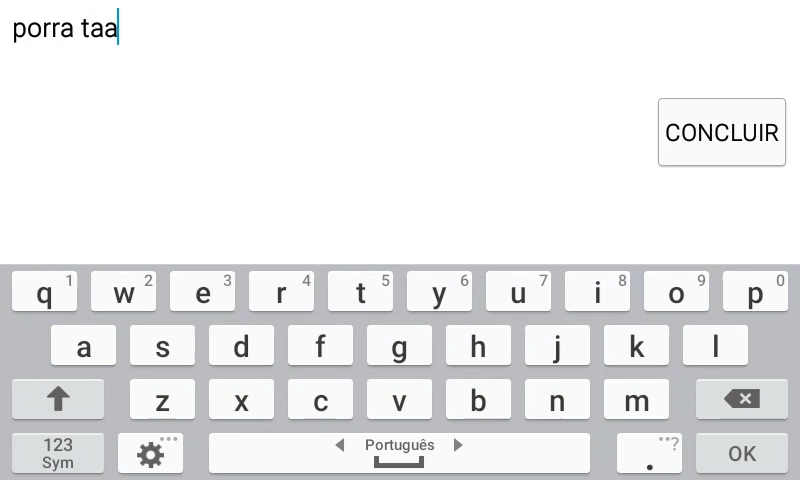 porra taa
CONCLUIR
q 1 w 2 e 3 r 4 t 5 y 6 u 7 i 8 o 9 p 0
a s d f g h j k l
z x c v b n m
123 Sym ... Português ...? . OK